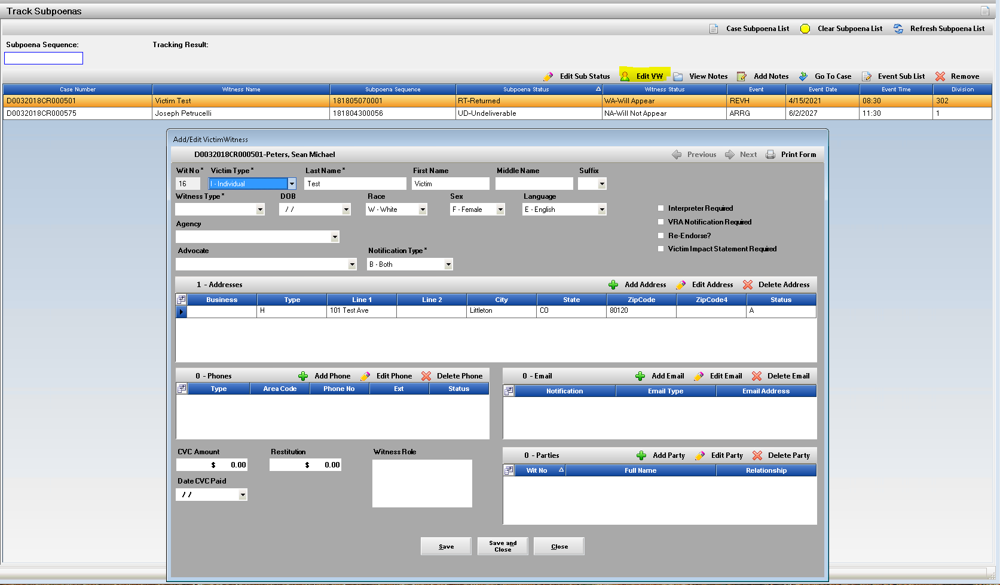 Track Subpoenas
Case Subpoena List Clear Subpoena List Refresh Subpoena List
Subpoena Sequence: Tracking Result:
Edit Sub Status Edit VW View Notes Add Notes Go To Case Event Sub List Remove
Case Number Witness Name Subpoena Sequence Subpoena Status Witness Status Event Event Date Event Time Division
D0032018CR000501 Victim Test 181805070001 RT-Returned WA-Will Appear REVH 4/15/2021 08:30 302
D0032018CR000575 Joseph Petrucelli 181804300056 UD-Undeliverable NA-Will Not Appear ARRG 6/2/2027 11:30 1
Add/Edit VictimWitness
D0032018CR000501-Peters, Sean Michael Previous Next Print Form
Wit No * Victim Type * Last Name * First Name Middle Name Suffix
16 I - Individual Test Victim
Witness Type * DOB Race Sex Language
/ / W - White F - Female E - English
Interpreter Required
VRA Notification Required
Agency
Re-Endorse?
Victim Impact Statement Required
Advocate Notification Type *
B - Both
1 - Addresses Add Address Edit Address Delete Address
Business Type Line 1 Line 2 City State ZipCode ZipCode4 Status
H 101 Test Ave Littleton CO 80120 A
0 - Phones Add Phone Edit Phone Delete Phone
Type Area Code Phone No Ext Status
0 - Email Add Email Edit Email Delete Email
Notification Email Type Email Address
CVC Amount Restitution Witness Role
$ 0.00 $ 0.00
Date CVC Paid
/ /
0 - Parties Add Party Edit Party Delete Party
Wit No Full Name Relationship
Save Save and Close Close